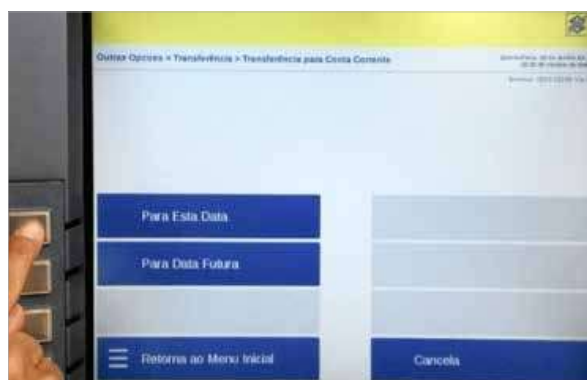 Outras Opções > Transferência > Transferência para Conta Corrente
Para Esta Data
Para Data Futura
Retorna ao Menu Inicial
Cancela